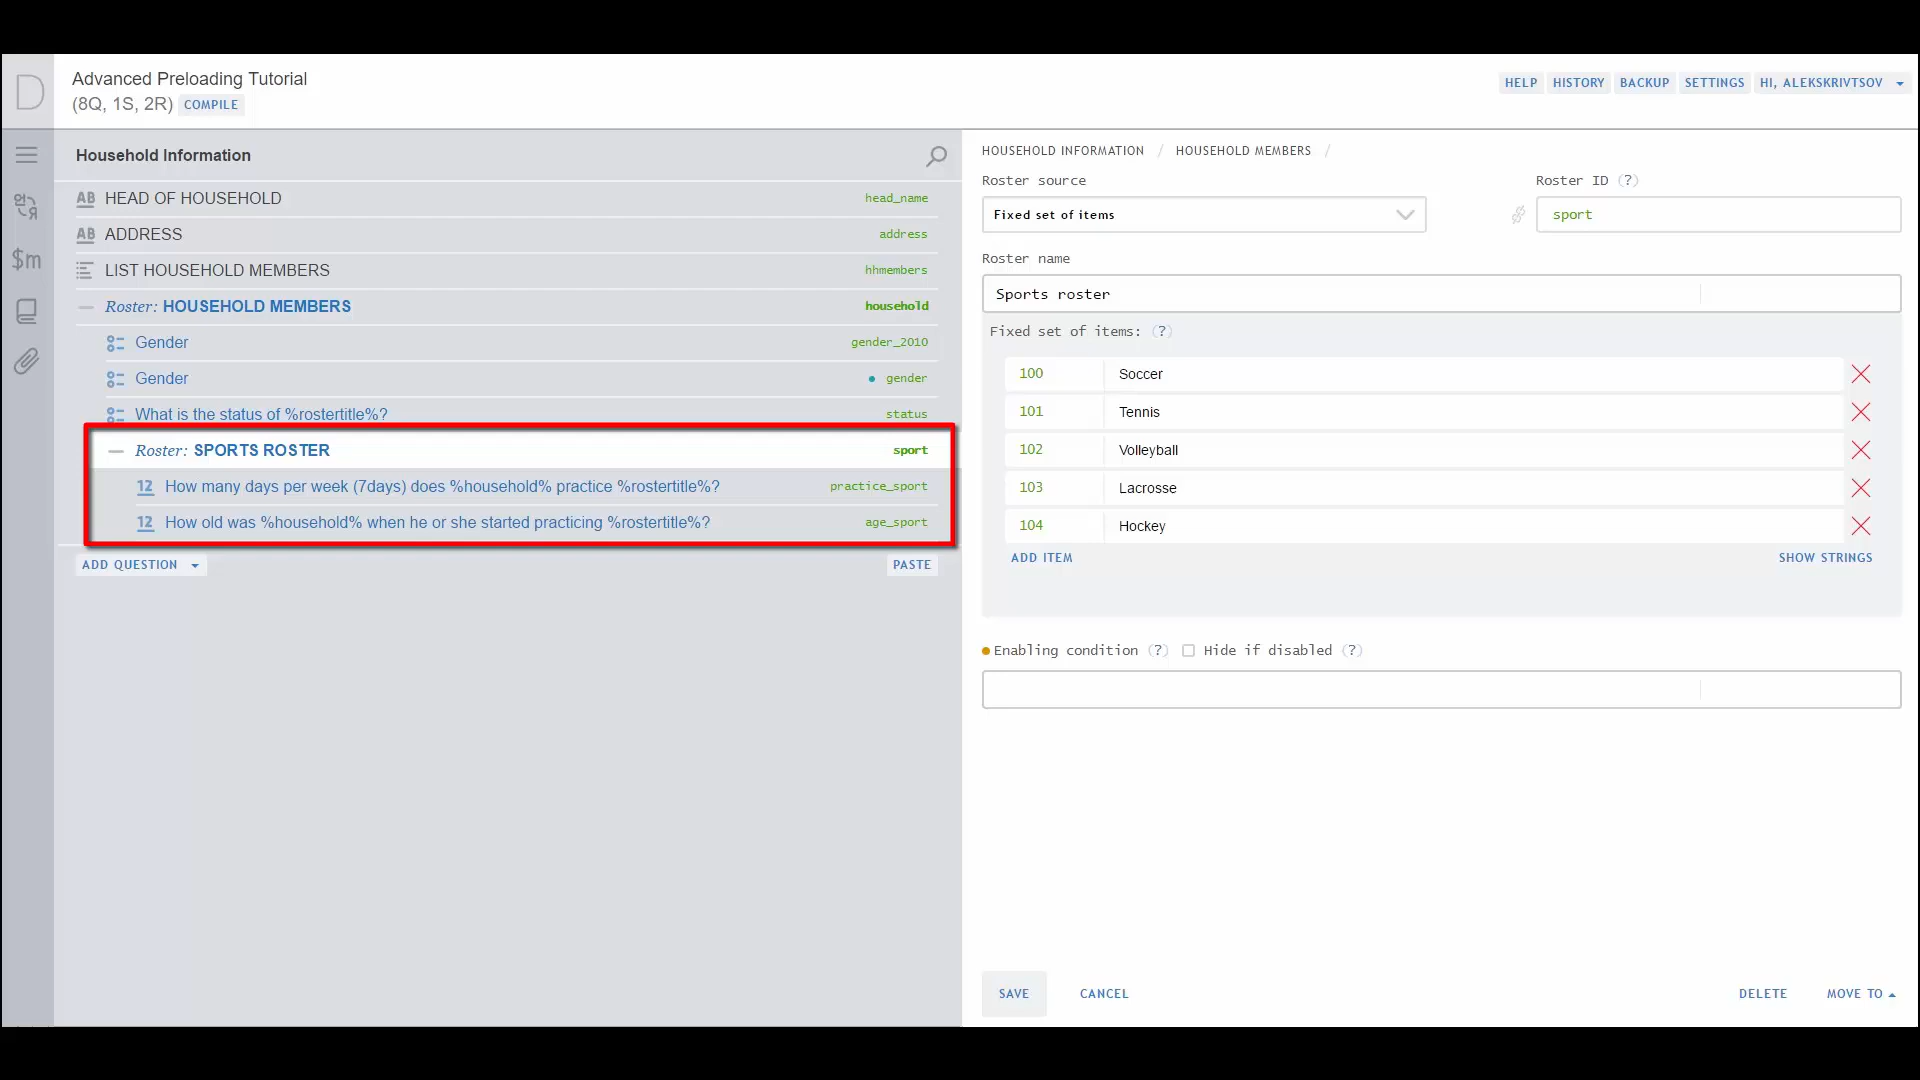 D
Advanced Preloading Tutorial
(8Q, 1S, 2R) COMPILE
HELP HISTORY BACKUP SETTINGS HI, ALEKSKRIVTSOV
$m
Household Information
AB HEAD OF HOUSEHOLD head_name
AB ADDRESS address
LIST HOUSEHOLD MEMBERS hhmembers
Roster: HOUSEHOLD MEMBERS household
Gender gender_2010
Gender gender
What is the status of %rostertitle%? status
Roster: SPORTS ROSTER sport
12 How many days per week (7days) does %household% practice %rostertitle%? practice_sport
12 How old was %household% when he or she started practicing %rostertitle%? age_sport
ADD QUESTION PASTE
HOUSEHOLD INFORMATION / HOUSEHOLD MEMBERS /
Roster source Roster ID (?)
Fixed set of items sport
Roster name
Sports roster
Fixed set of items: (?)
100 Soccer
101 Tennis
102 Volleyball
103 Lacrosse
104 Hockey
ADD ITEM SHOW STRINGS
Enabling condition (?) Hide if disabled (?)
SAVE CANCEL DELETE MOVE TO